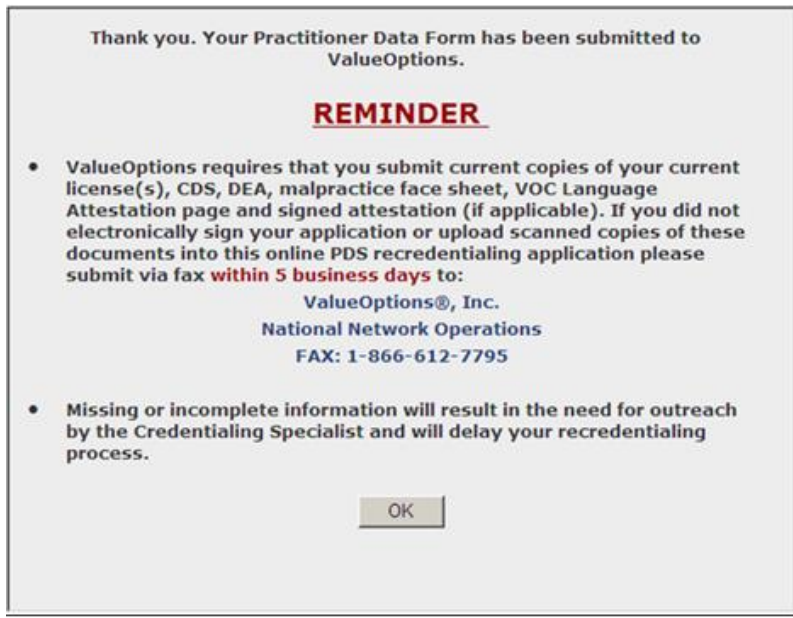 Thank you. Your Practitioner Data Form has been submitted to
ValueOptions.
REMINDER
• ValueOptions requires that you submit current copies of your current
license(s), CDS, DEA, malpractice face sheet, VOC Language
Attestation page and signed attestation (if applicable). If you did not
electronically sign your application or upload scanned copies of these
documents into this online PDS recredentialing application please
submit via fax within 5 business days to:
ValueOptions®, Inc.
National Network Operations
FAX: 1-866-612-7795
• Missing or incomplete information will result in the need for outreach
by the Credentialing Specialist and will delay your recredentialing
process.
OK